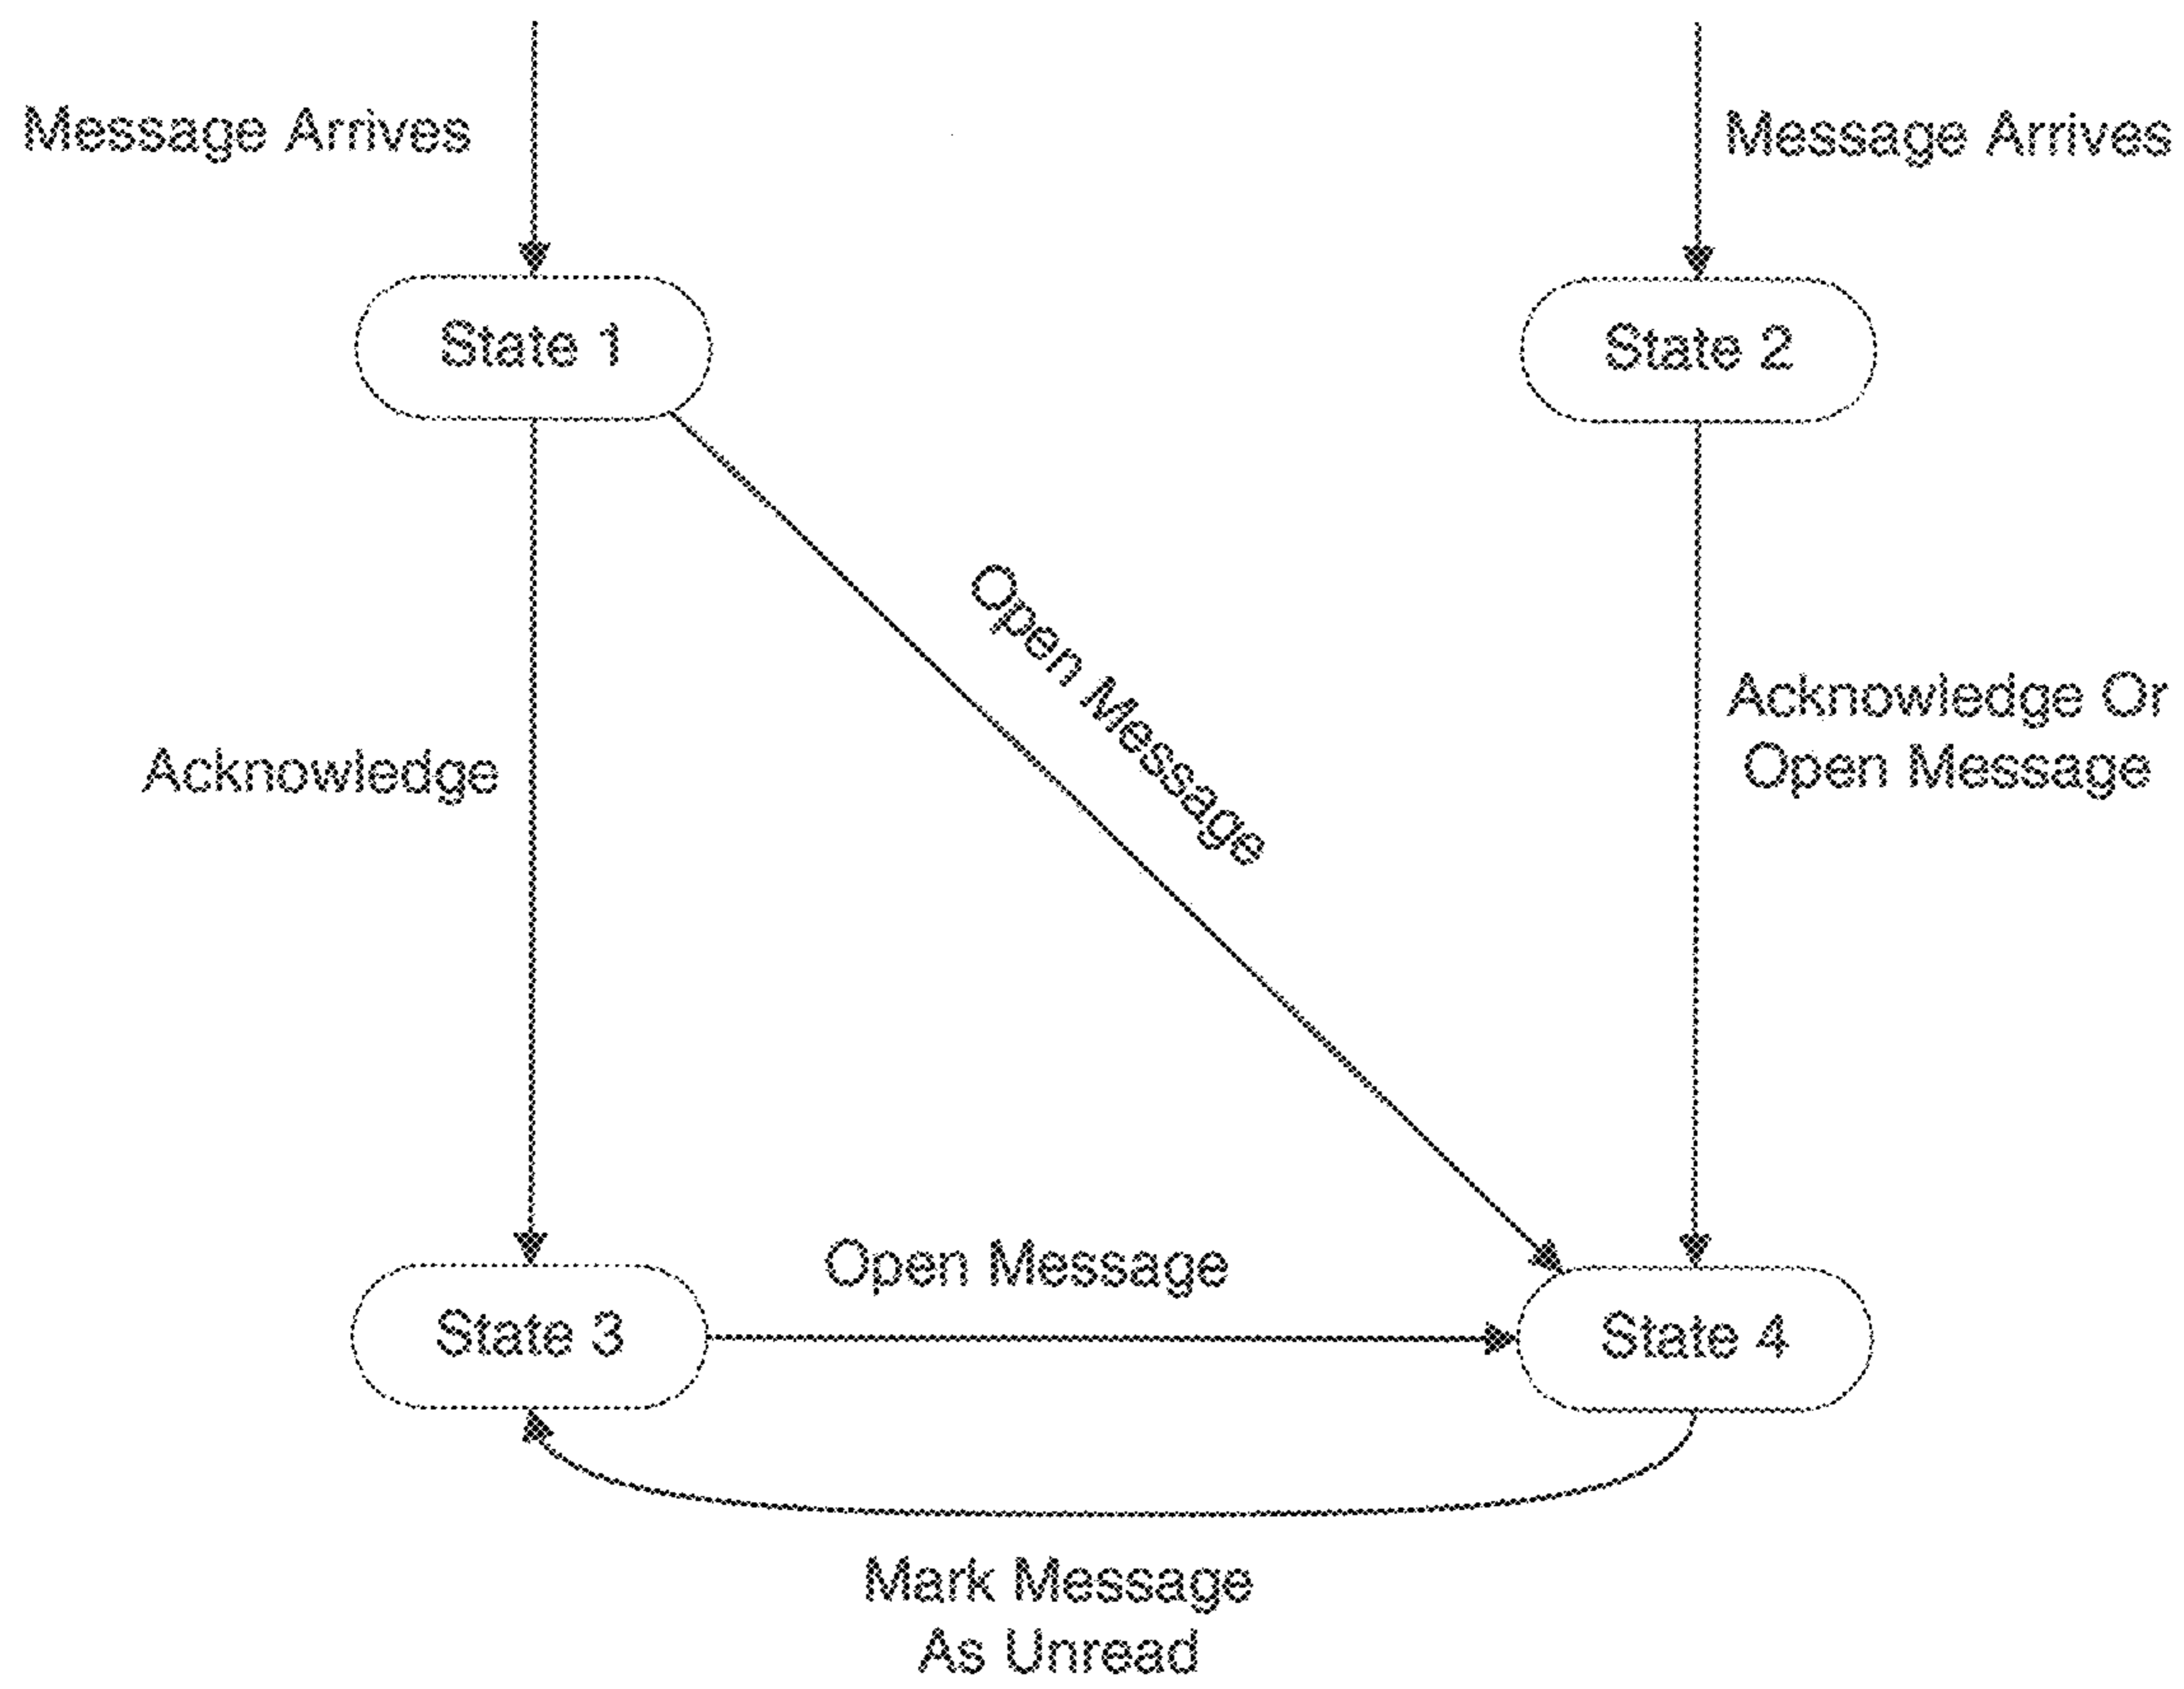 Message Arrives
Message Arrives
State 1
State 2
Open Message
Acknowledge Or
Open Message
Acknowledge
Open Message
State 3
State 4
Mark Message
As Unread